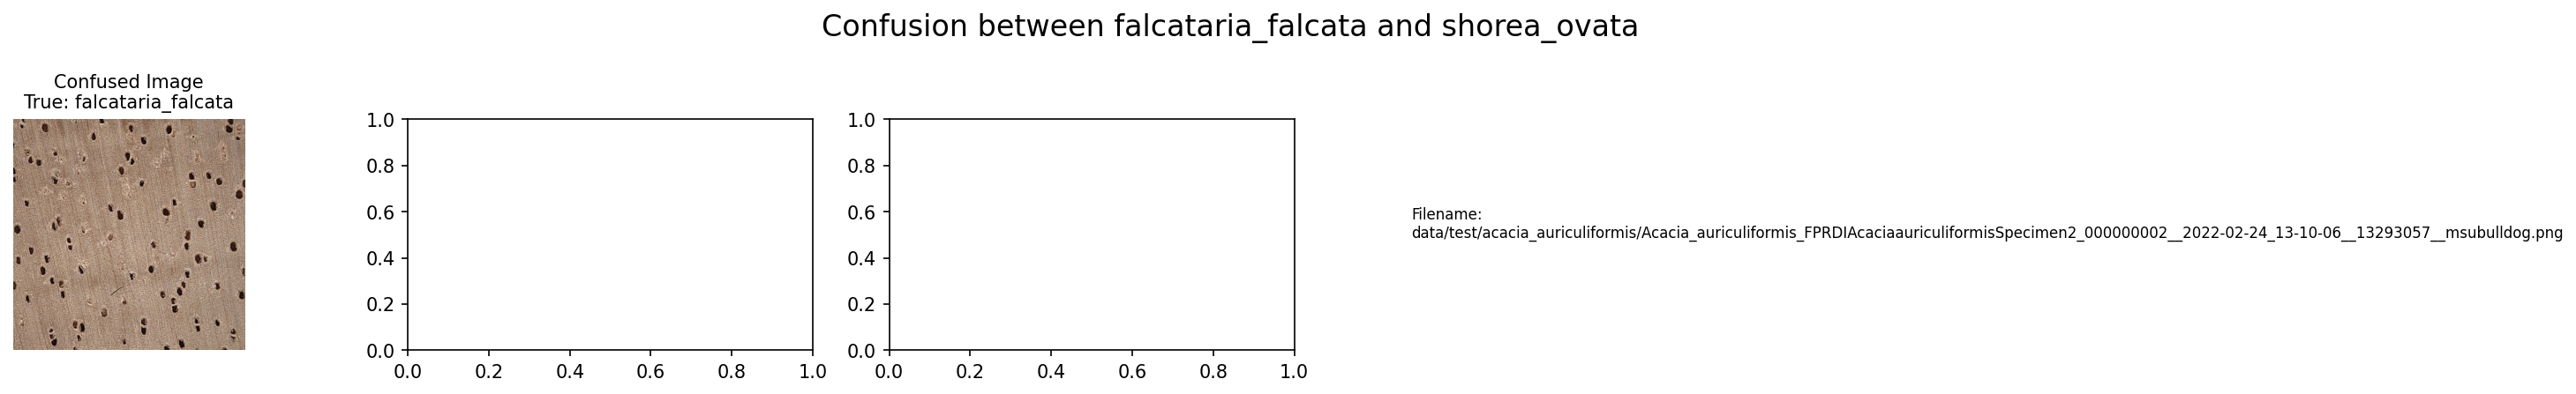 Confusion between falcataria_falcata and shorea_ovata
Confused Image
True: falcataria_falcata
1.0
0.8
0.6
0.4
0.2
0.0
0.0 0.2 0.4 0.6 0.8 1.0
1.0
0.8
0.6
0.4
0.2
0.0
0.0 0.2 0.4 0.6 0.8 1.0
Filename:
data/test/acacia_auriculiformis/Acacia_auriculiformis_FPRDIAcaciaauriculiformisSpecimen2_000000002__2022-02-24_13-10-06__13293057__msubulldog.png